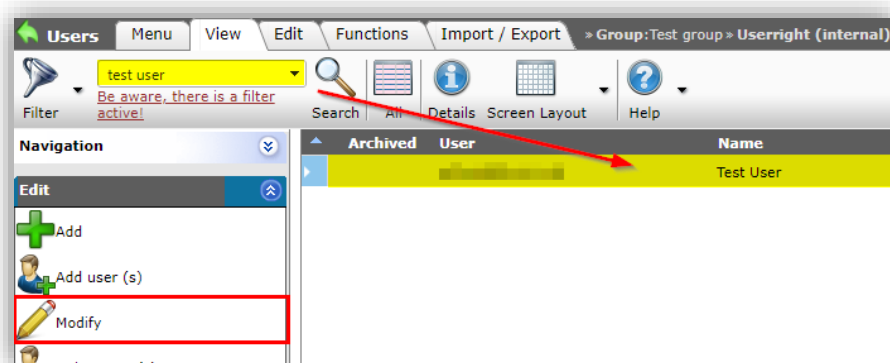 Users Menu View Edit Functions Import / Export » Group:Test group » Userright (internal)
test user
Be aware, there is a filter
active!
Filter Search All Details Screen Layout Help
Navigation Archived User Name
Test User
Edit
Add
Add user (s)
Modify